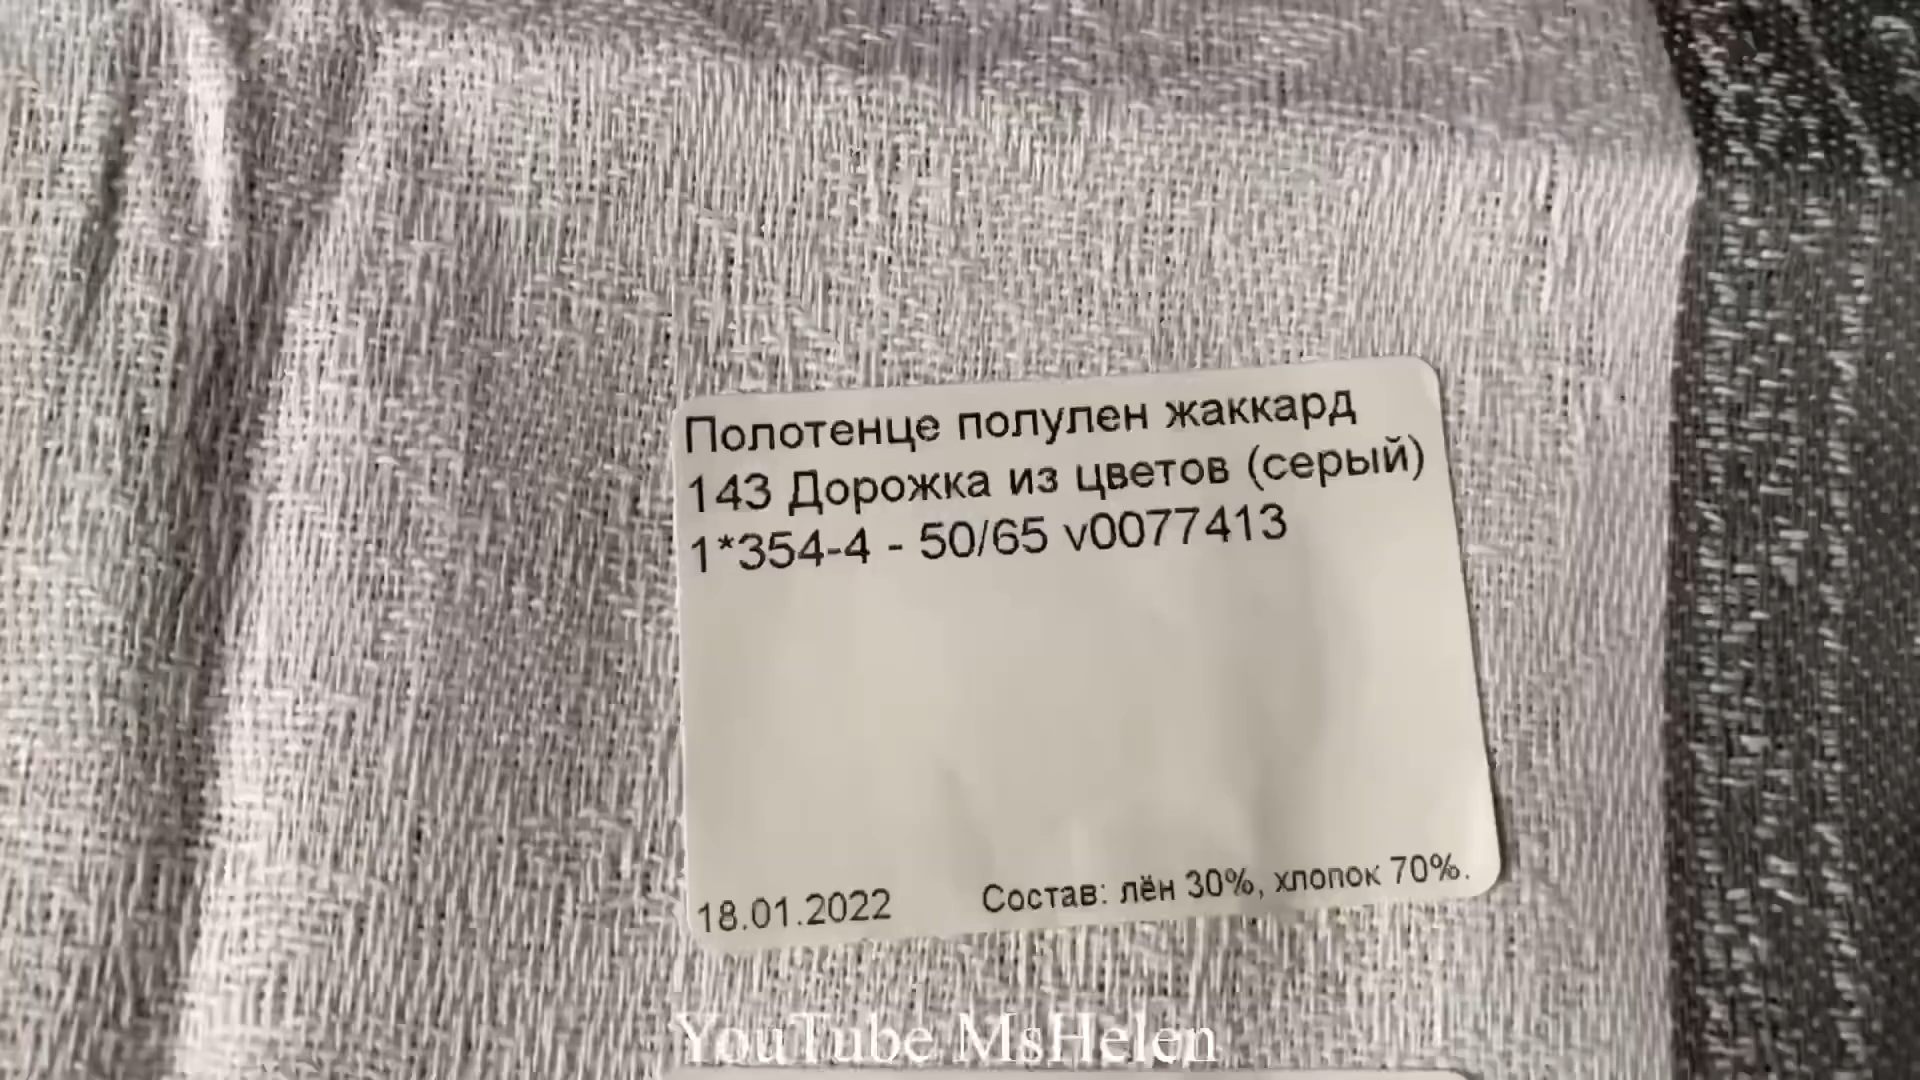 Полотенце полулен жаккард
143 Дорожка из цветов (серый)
1*354-4 - 50/65 v0077413
18.01.2022 Состав: лён 30%, хлопок 70%.
YouTube MsHelen